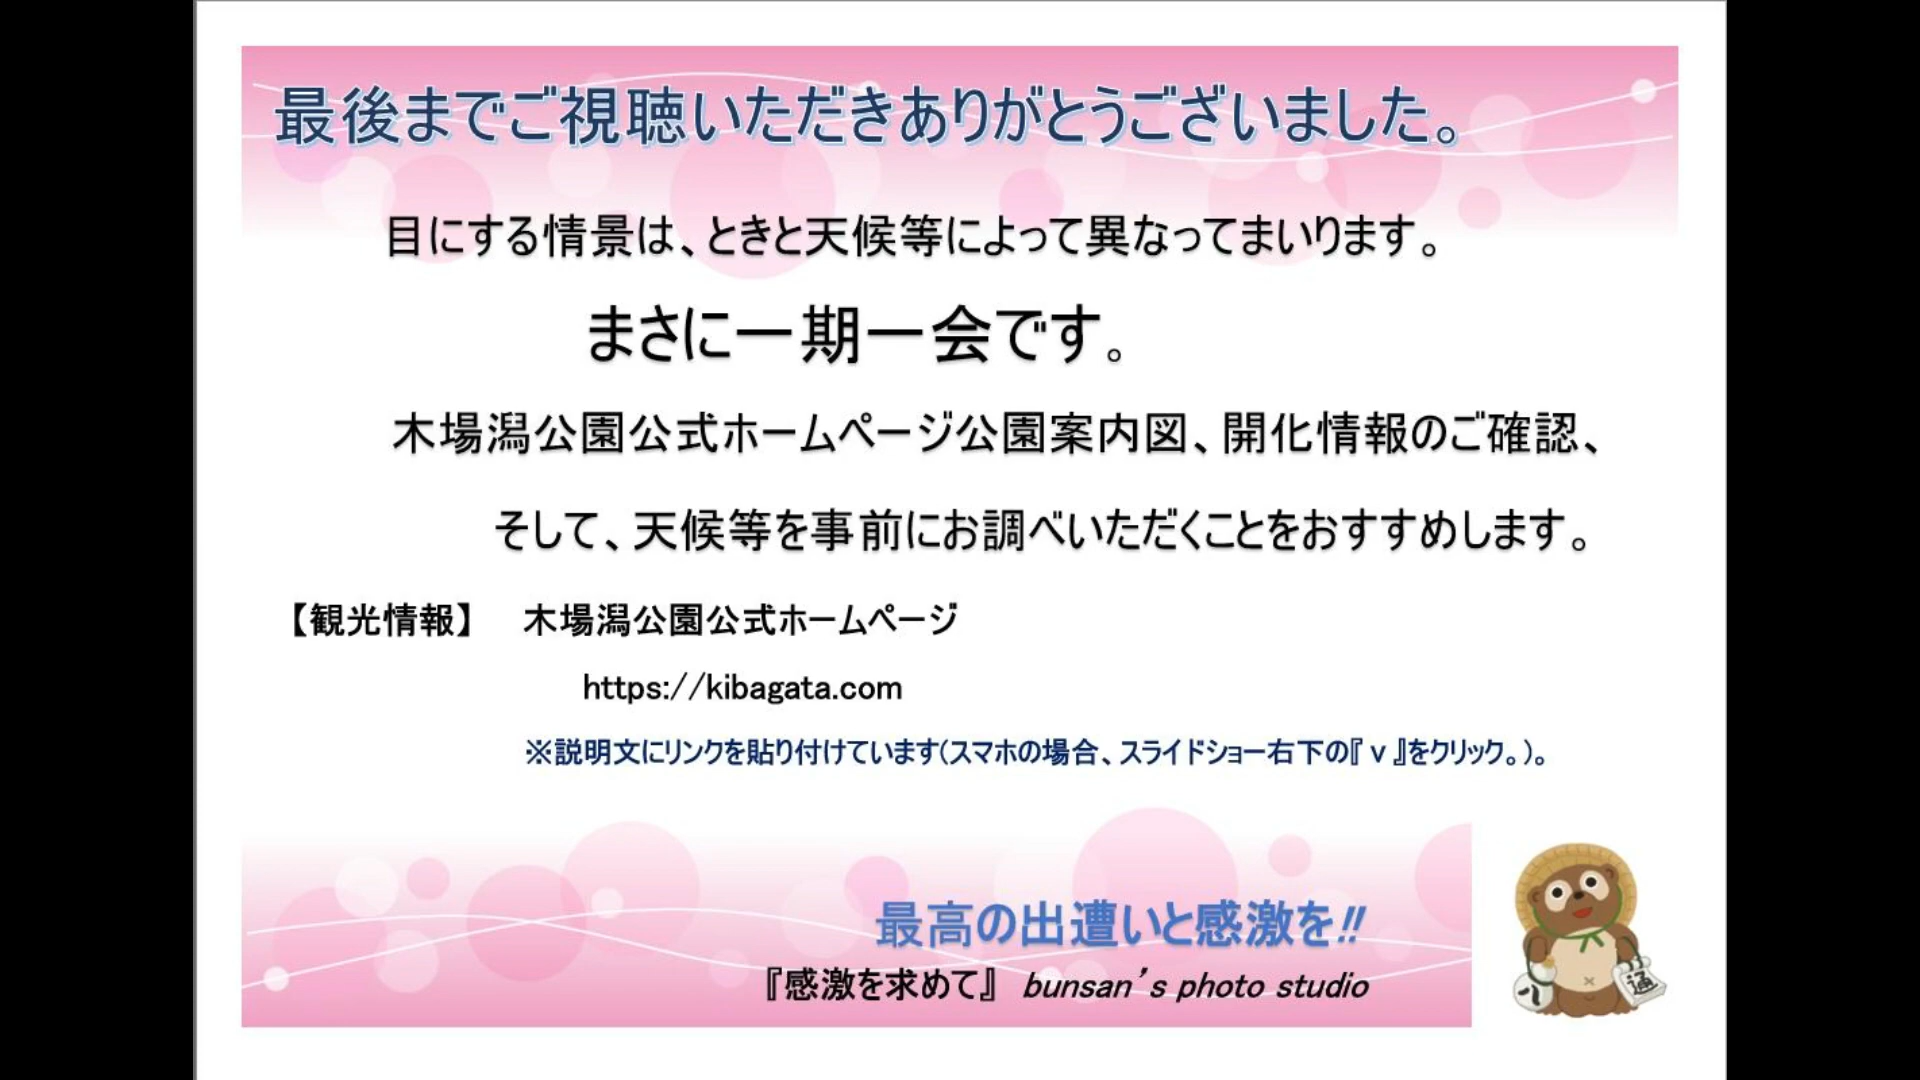 最後までご視聴いただきありがとうございました。
目にする情景は、ときと天候等によって異なってまいります。
まさに一期一会です。
木場潟公園公式ホームページ公園案内図、開化情報のご確認、
そして、天候等を事前にお調べいただくことをおすすめします。
【観光情報】　木場潟公園公式ホームページ
https://kibagata.com
※説明文にリンクを貼り付けています(スマホの場合、スライドショー右下の『 v 』をクリック。)。
最高の出遭いと感激を!!
『感激を求めて』 bunsan’s photo studio
八
通